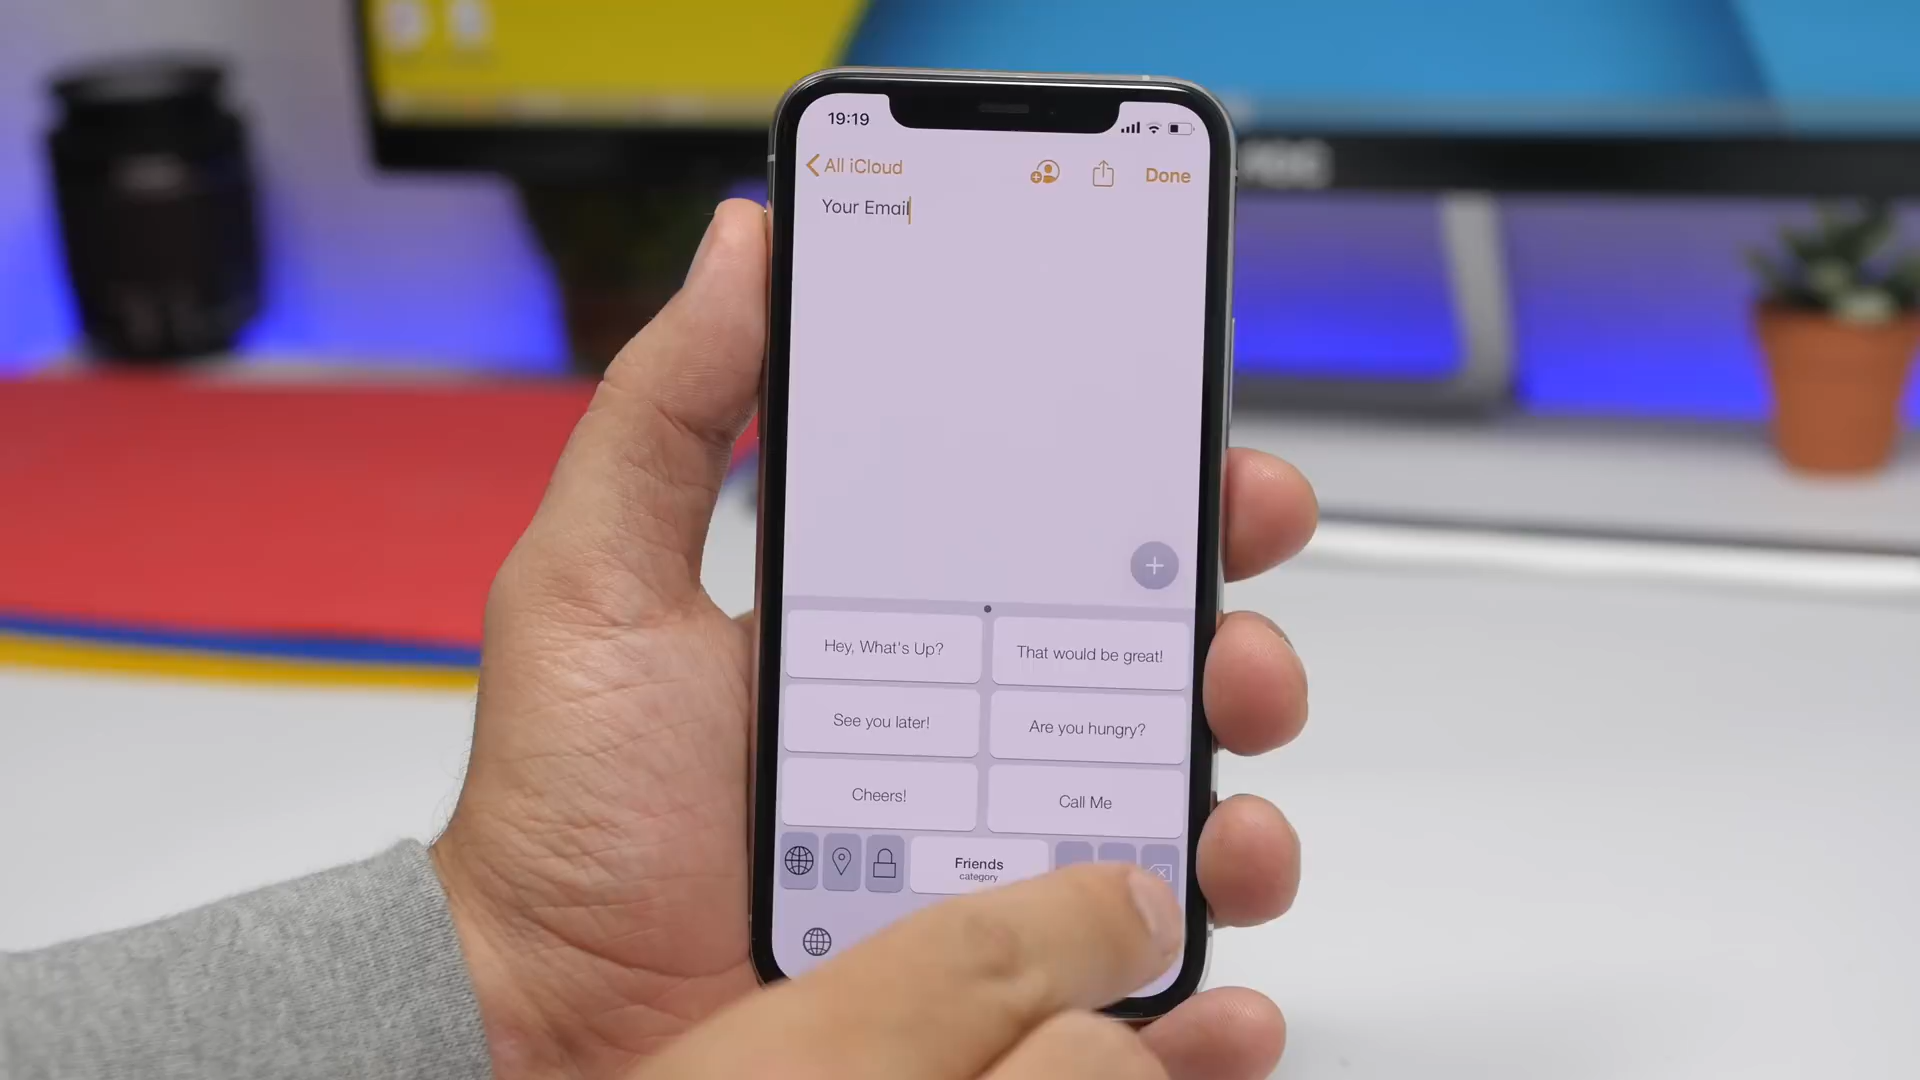 19:19
All iCloud
Done
Your Email
Hey, What's Up?
That would be great!
See you later!
Are you hungry?
Cheers!
Call Me
Friends
category